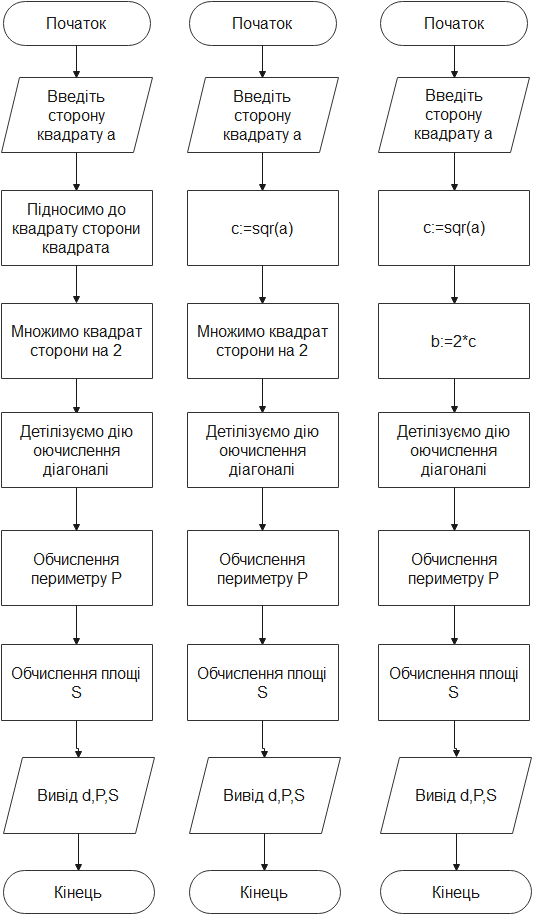 Початок
Введіть
сторону
квадрату а
Підносимо до
квадрату сторони
квадрата
Множимо квадрат
сторони на 2
Детілізуємо дію
оючислення
діагоналі
Обчислення
периметру Р
Обчислення площі
S
Вивід d,P,S
Кінець
Початок
Введіть
сторону
квадрату а
c:=sqr(a)
Множимо квадрат
сторони на 2
Детілізуємо дію
оючислення
діагоналі
Обчислення
периметру Р
Обчислення площі
S
Вивід d,P,S
Кінець
Початок
Введіть
сторону
квадрату а
c:=sqr(a)
b:=2*c
Детілізуємо дію
оючислення
діагоналі
Обчислення
периметру Р
Обчислення площі
S
Вивід d,P,S
Кінець